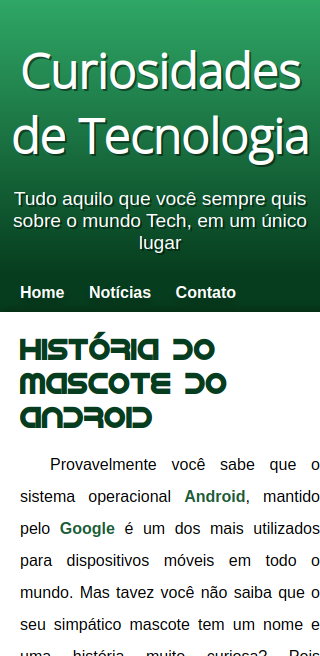 Curiosidades
de Tecnologia
Tudo aquilo que você sempre quis
sobre o mundo Tech, em um único
lugar
Home Notícias Contato
HISTÓRIA DO
MASCOTE DO
ANDROID
Provavelmente você sabe que o
sistema operacional Android, mantido
pelo Google é um dos mais utilizados
para dispositivos móveis em todo o
mundo. Mas tavez você não saiba que o
seu simpático mascote tem um nome e
uma história muito curiosa? Pois